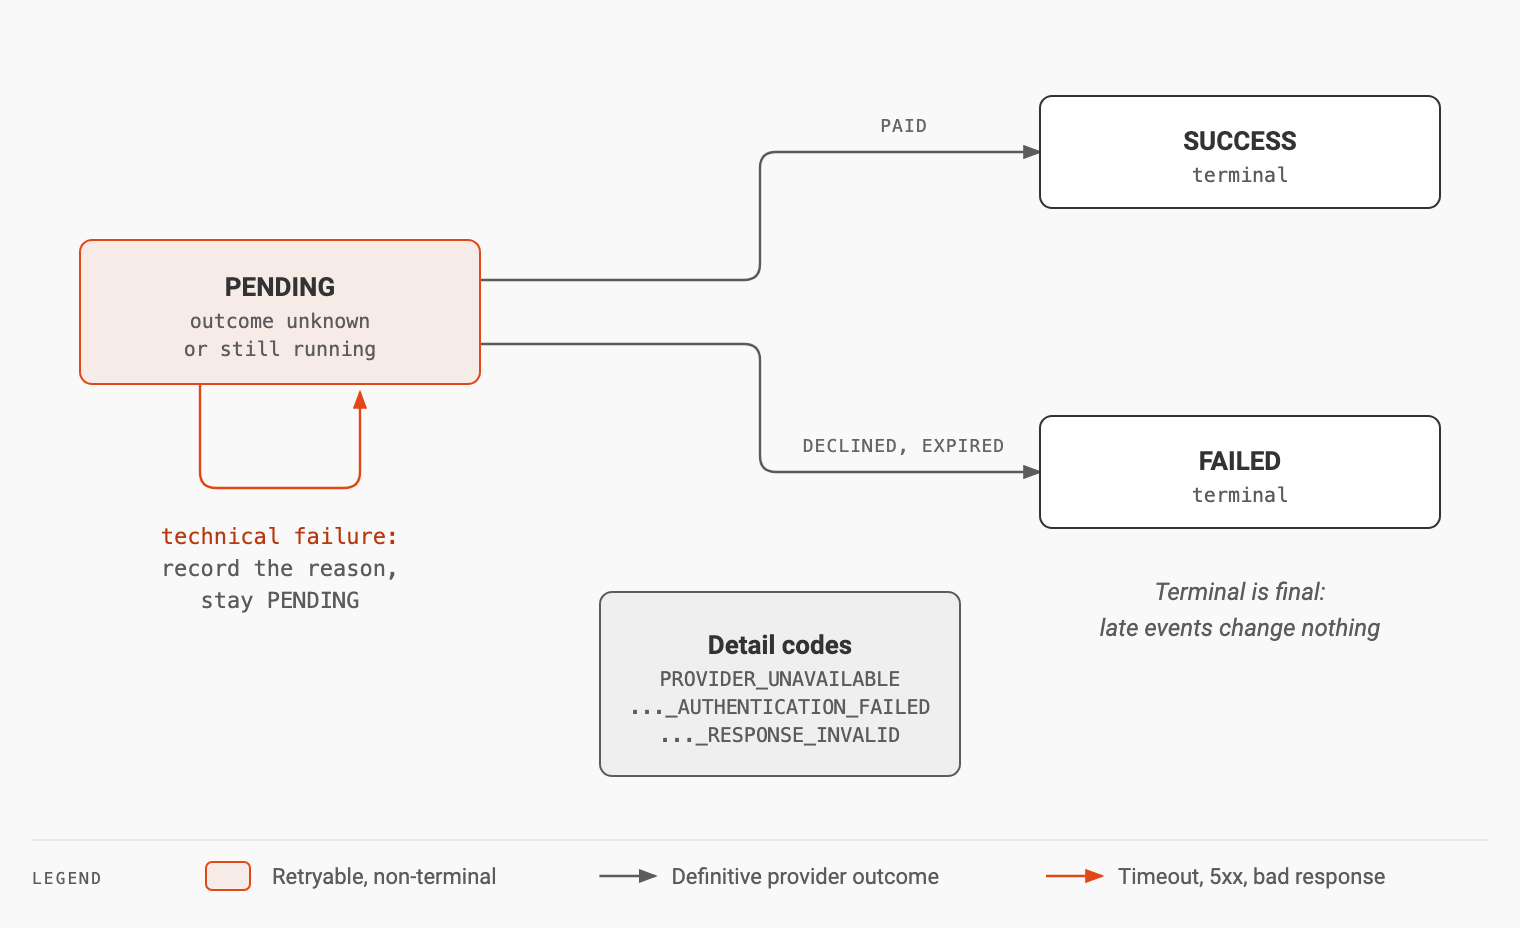 PAID
SUCCESS
terminal
PENDING
outcome unknown
or still running
DECLINED, EXPIRED
FAILED
terminal
technical failure:
record the reason,
stay PENDING
Terminal is final:
late events change nothing
Detail codes
PROVIDER_UNAVAILABLE
..._AUTHENTICATION_FAILED
..._RESPONSE_INVALID
LEGEND
Retryable, non-terminal
Definitive provider outcome
Timeout, 5xx, bad response